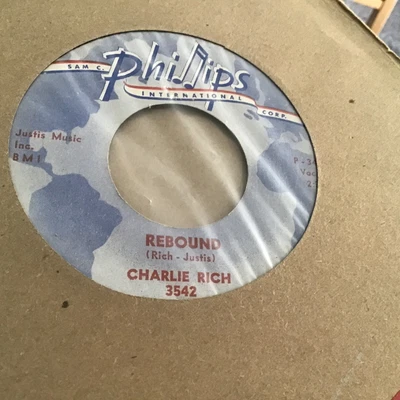 SAM C. Phillips
INTERNATIONAL CORP.
Justis Music
Inc.
BMI
REBOUND
(Rich - Justis)
CHARLIE RICH
3542